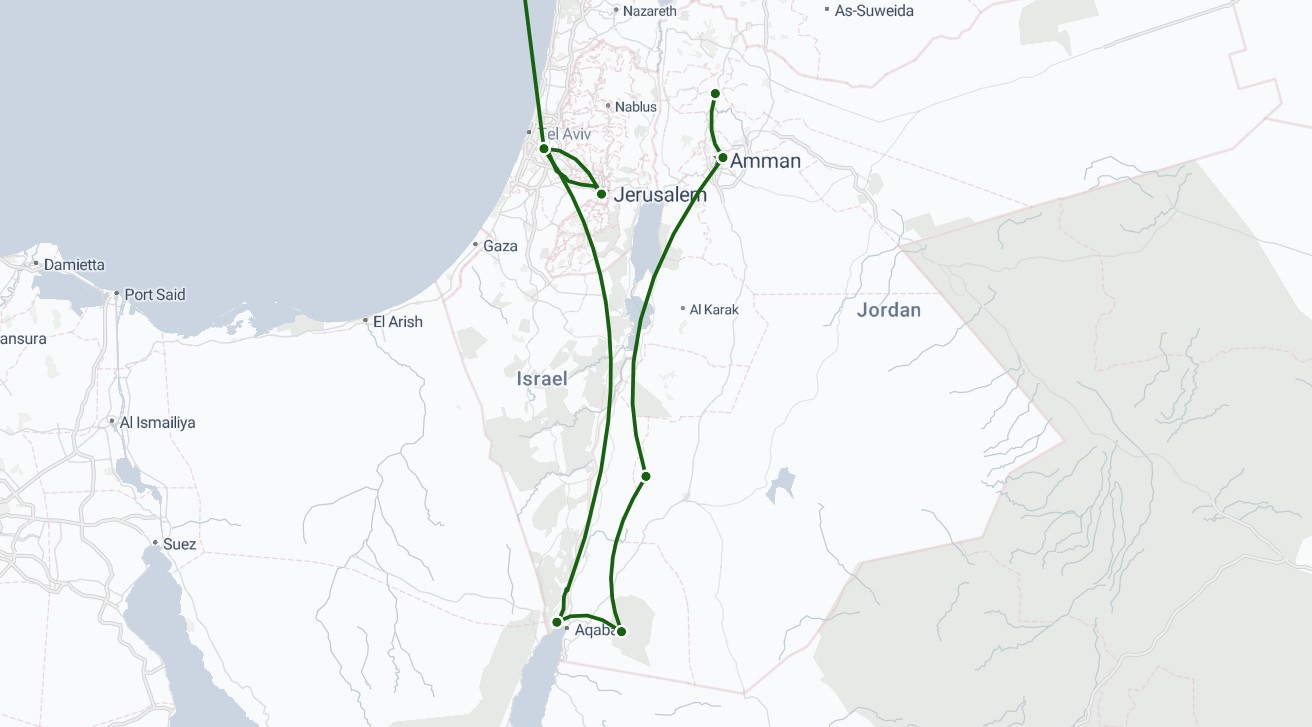 Nazareth
As-Suweida
Nablus
Tel Aviv
Amman
Jerusalem
Gaza
Damietta
Port Said
Al Karak
Jordan
El Arish
ansura
Israel
Al Ismailiya
Suez
Aqaba